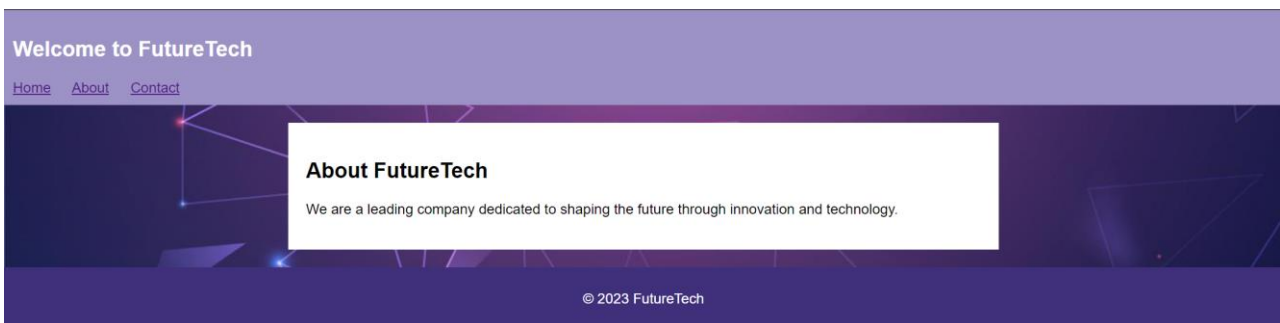 Welcome to FutureTech
Home About Contact
About FutureTech
We are a leading company dedicated to shaping the future through innovation and technology.
© 2023 FutureTech